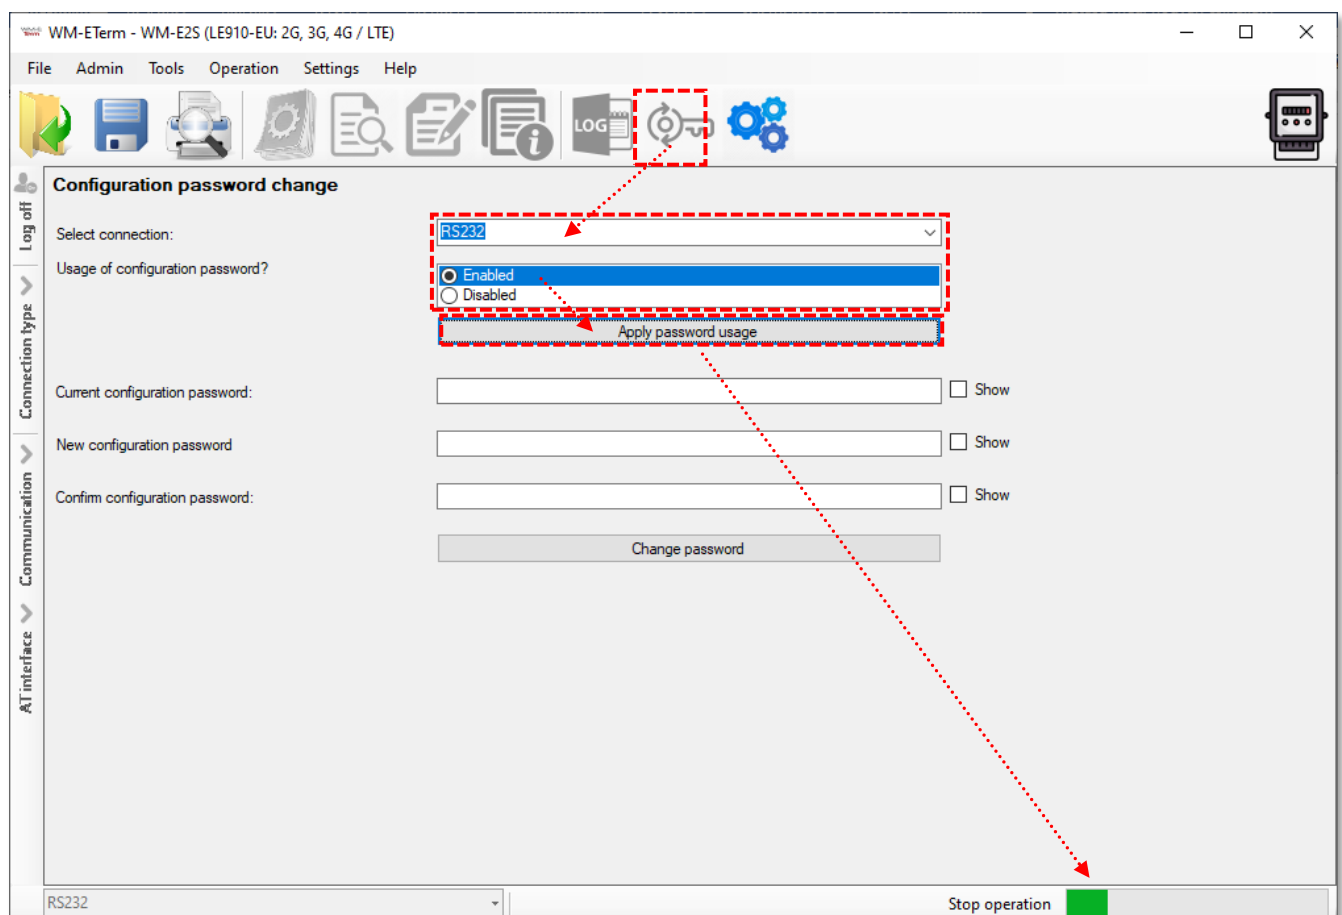 WM-ETerm - WM-E2S (LE910-EU: 2G, 3G, 4G / LTE)
File Admin Tools Operation Settings Help
LOG
Configuration password change
Select connection: RS232
Usage of configuration password?
Enabled
Disabled
Apply password usage
Current configuration password: Show
New configuration password Show
Confirm configuration password: Show
Change password
Log off
Connection type
Communication
AT interface
RS232
Stop operation